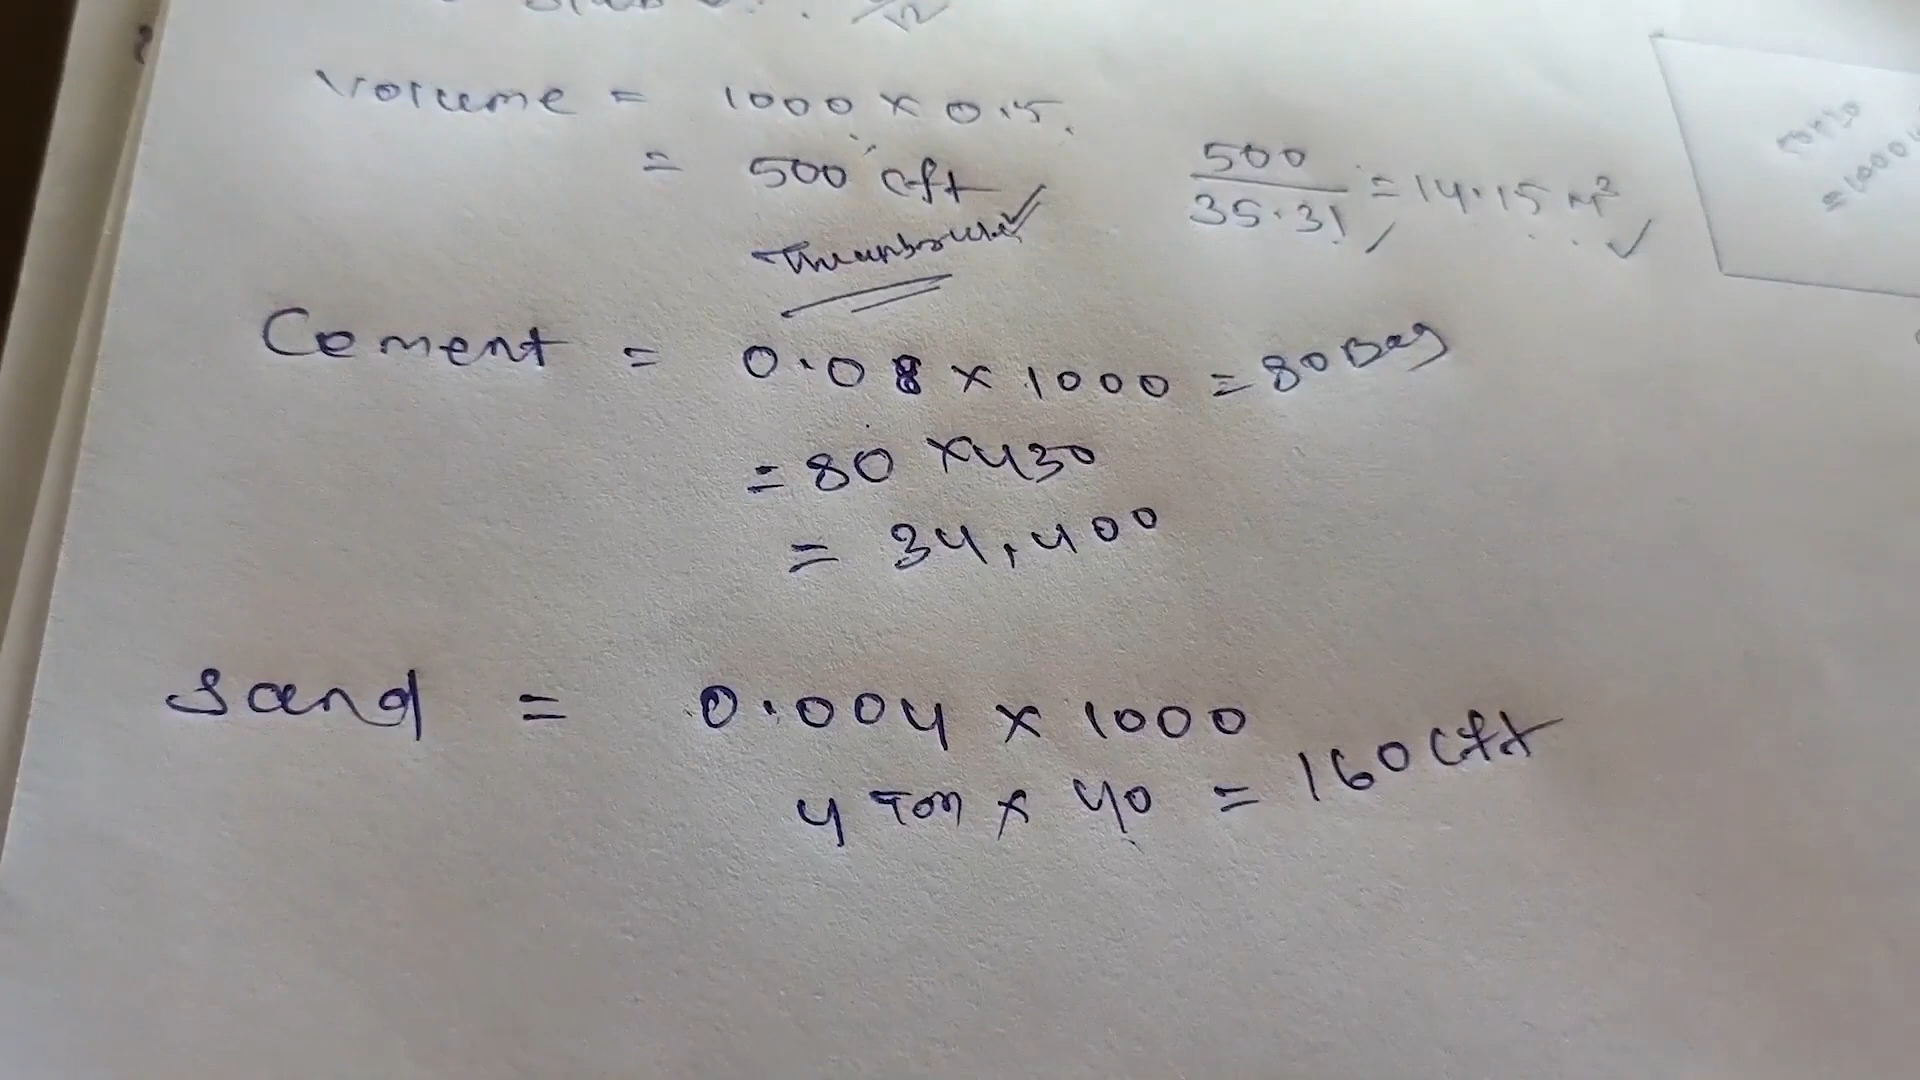 Volume = 1000 x 0.5.
= 500 cft
500 / 35.31 = 14.15 M³
Thumbrule
Cement = 0.08 x 1000 = 80 Bag
= 80 x 430
= 34,400
Sand = 0.004 x 1000
4 Ton x 40 = 160 Cft